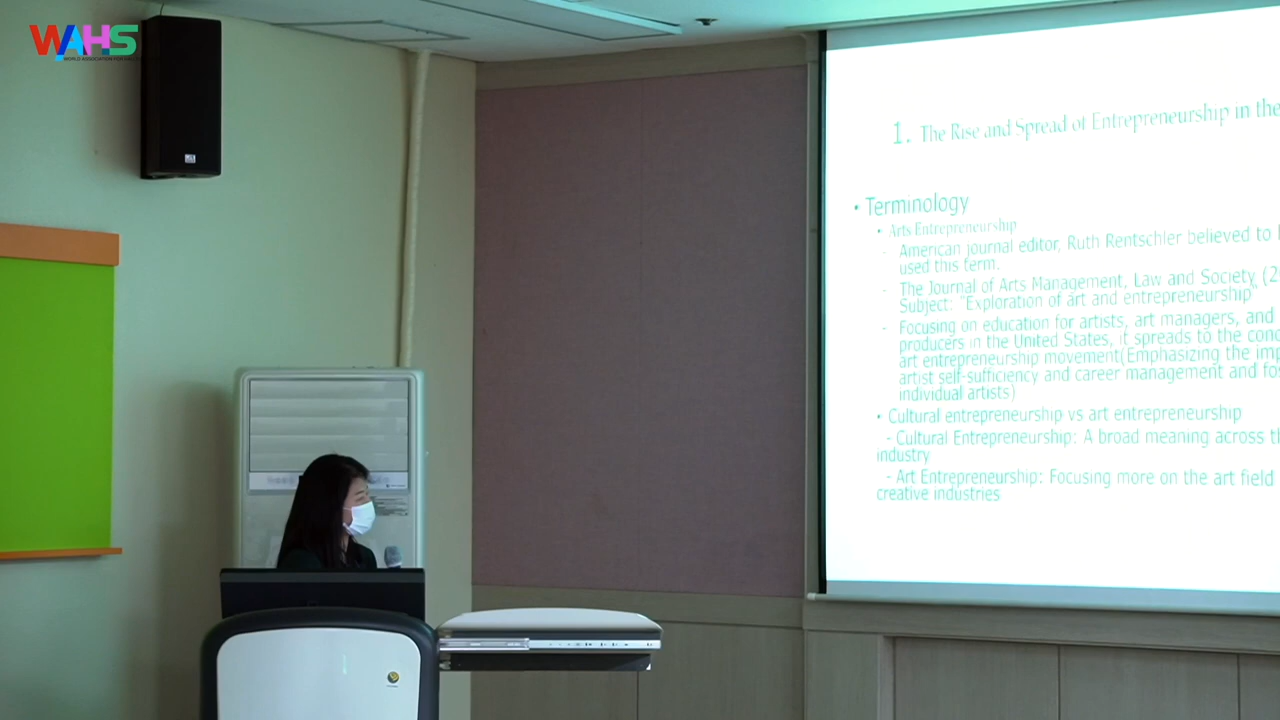 WAHS
WORLD ASSOCIATION FOR
1. The Rise and Spread of Entrepreneurship in the
• Terminology
• Arts Entrepreneurship
- American journal editor, Ruth Rentschler believed to
used this term.
- The Journal of Arts Management, Law and Society (2
Subject: "Exploration of art and entrepreneurship"
- Focusing on education for artists, art managers, and
producers in the United States, it spreads to the
art entrepreneurship movement(Emphasizing the
artist self-sufficiency and career management and
individual artists)
• Cultural entrepreneurship vs art entrepreneurship
- Cultural Entrepreneurship: A broad meaning across
industry
- Art Entrepreneurship: Focusing more on the art field
creative industries